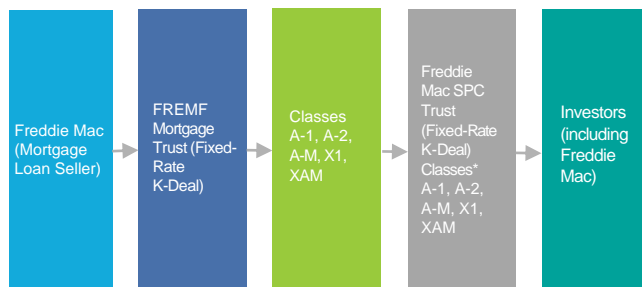 Freddie Mac
(Mortgage
Loan Seller)
FREMF
Mortgage
Trust (Fixed-
Rate
K-Deal)
Classes
A-1, A-2,
A-M, X1,
XAM
Freddie
Mac SPC
Trust
(Fixed-Rate
K-Deal)
Classes*
A-1, A-2,
A-M, X1,
XAM
Investors
(including
Freddie
Mac)